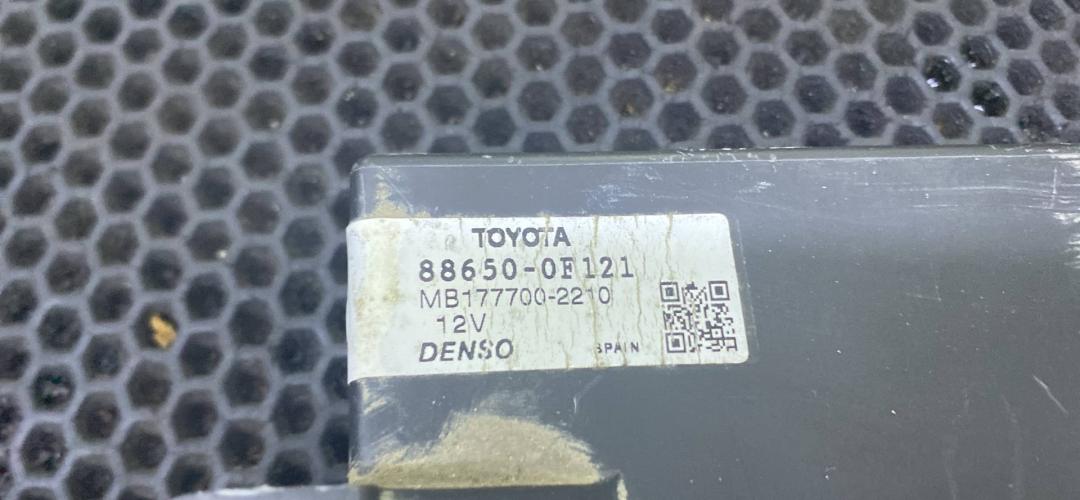 TOYOTA
88650-0F121
MB177700-2210
12V
DENSO
SPAIN